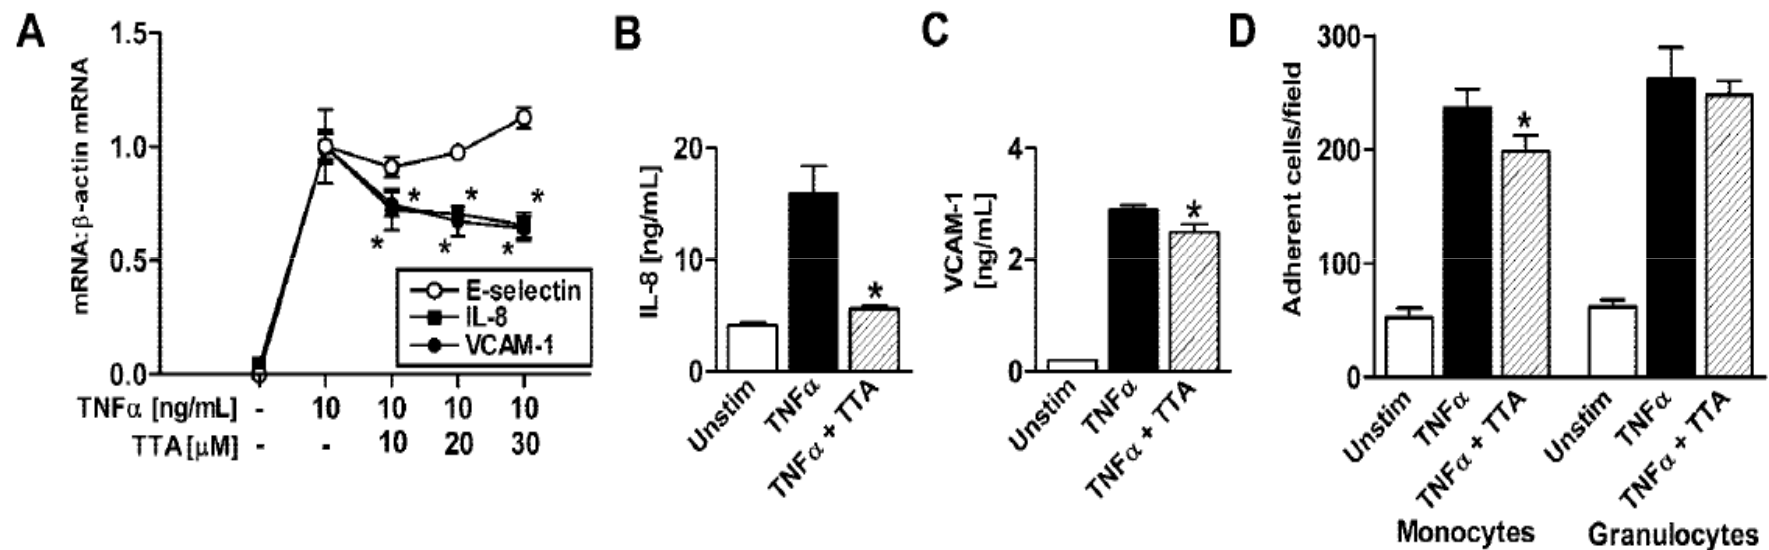 A
mRNA:β-actin mRNA
1.5
1.0
0.5
0.0
* * *
* * *
E-selectin
IL-8
VCAM-1
TNFα [ng/mL] - 10 10 10 10
TTA [μM] - - 10 20 30
B
IL-8 [ng/mL]
20
10
0
*
Unstim
TNFα
TNFα + TTA
C
VCAM-1
[ng/mL]
4
2
0
*
Unstim
TNFα
TNFα + TTA
D
Adherent cells/field
300
200
100
0
*
Unstim
TNFα
TNFα + TTA
Unstim
TNFα
TNFα + TTA
Monocytes
Granulocytes